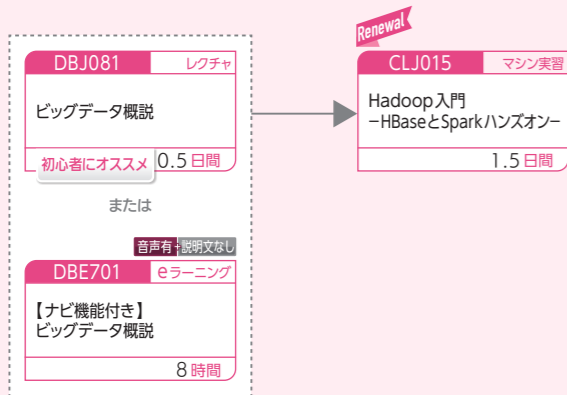 DBJ081 レクチャ
ビッグデータ概説
初心者にオススメ 0.5日間
または
音声有・説明文なし
DBE701 eラーニング
【ナビ機能付き】
ビッグデータ概説
8時間
Renewal
CLJ015 マシン実習
Hadoop入門
−HBaseとSparkハンズオン−
1.5日間